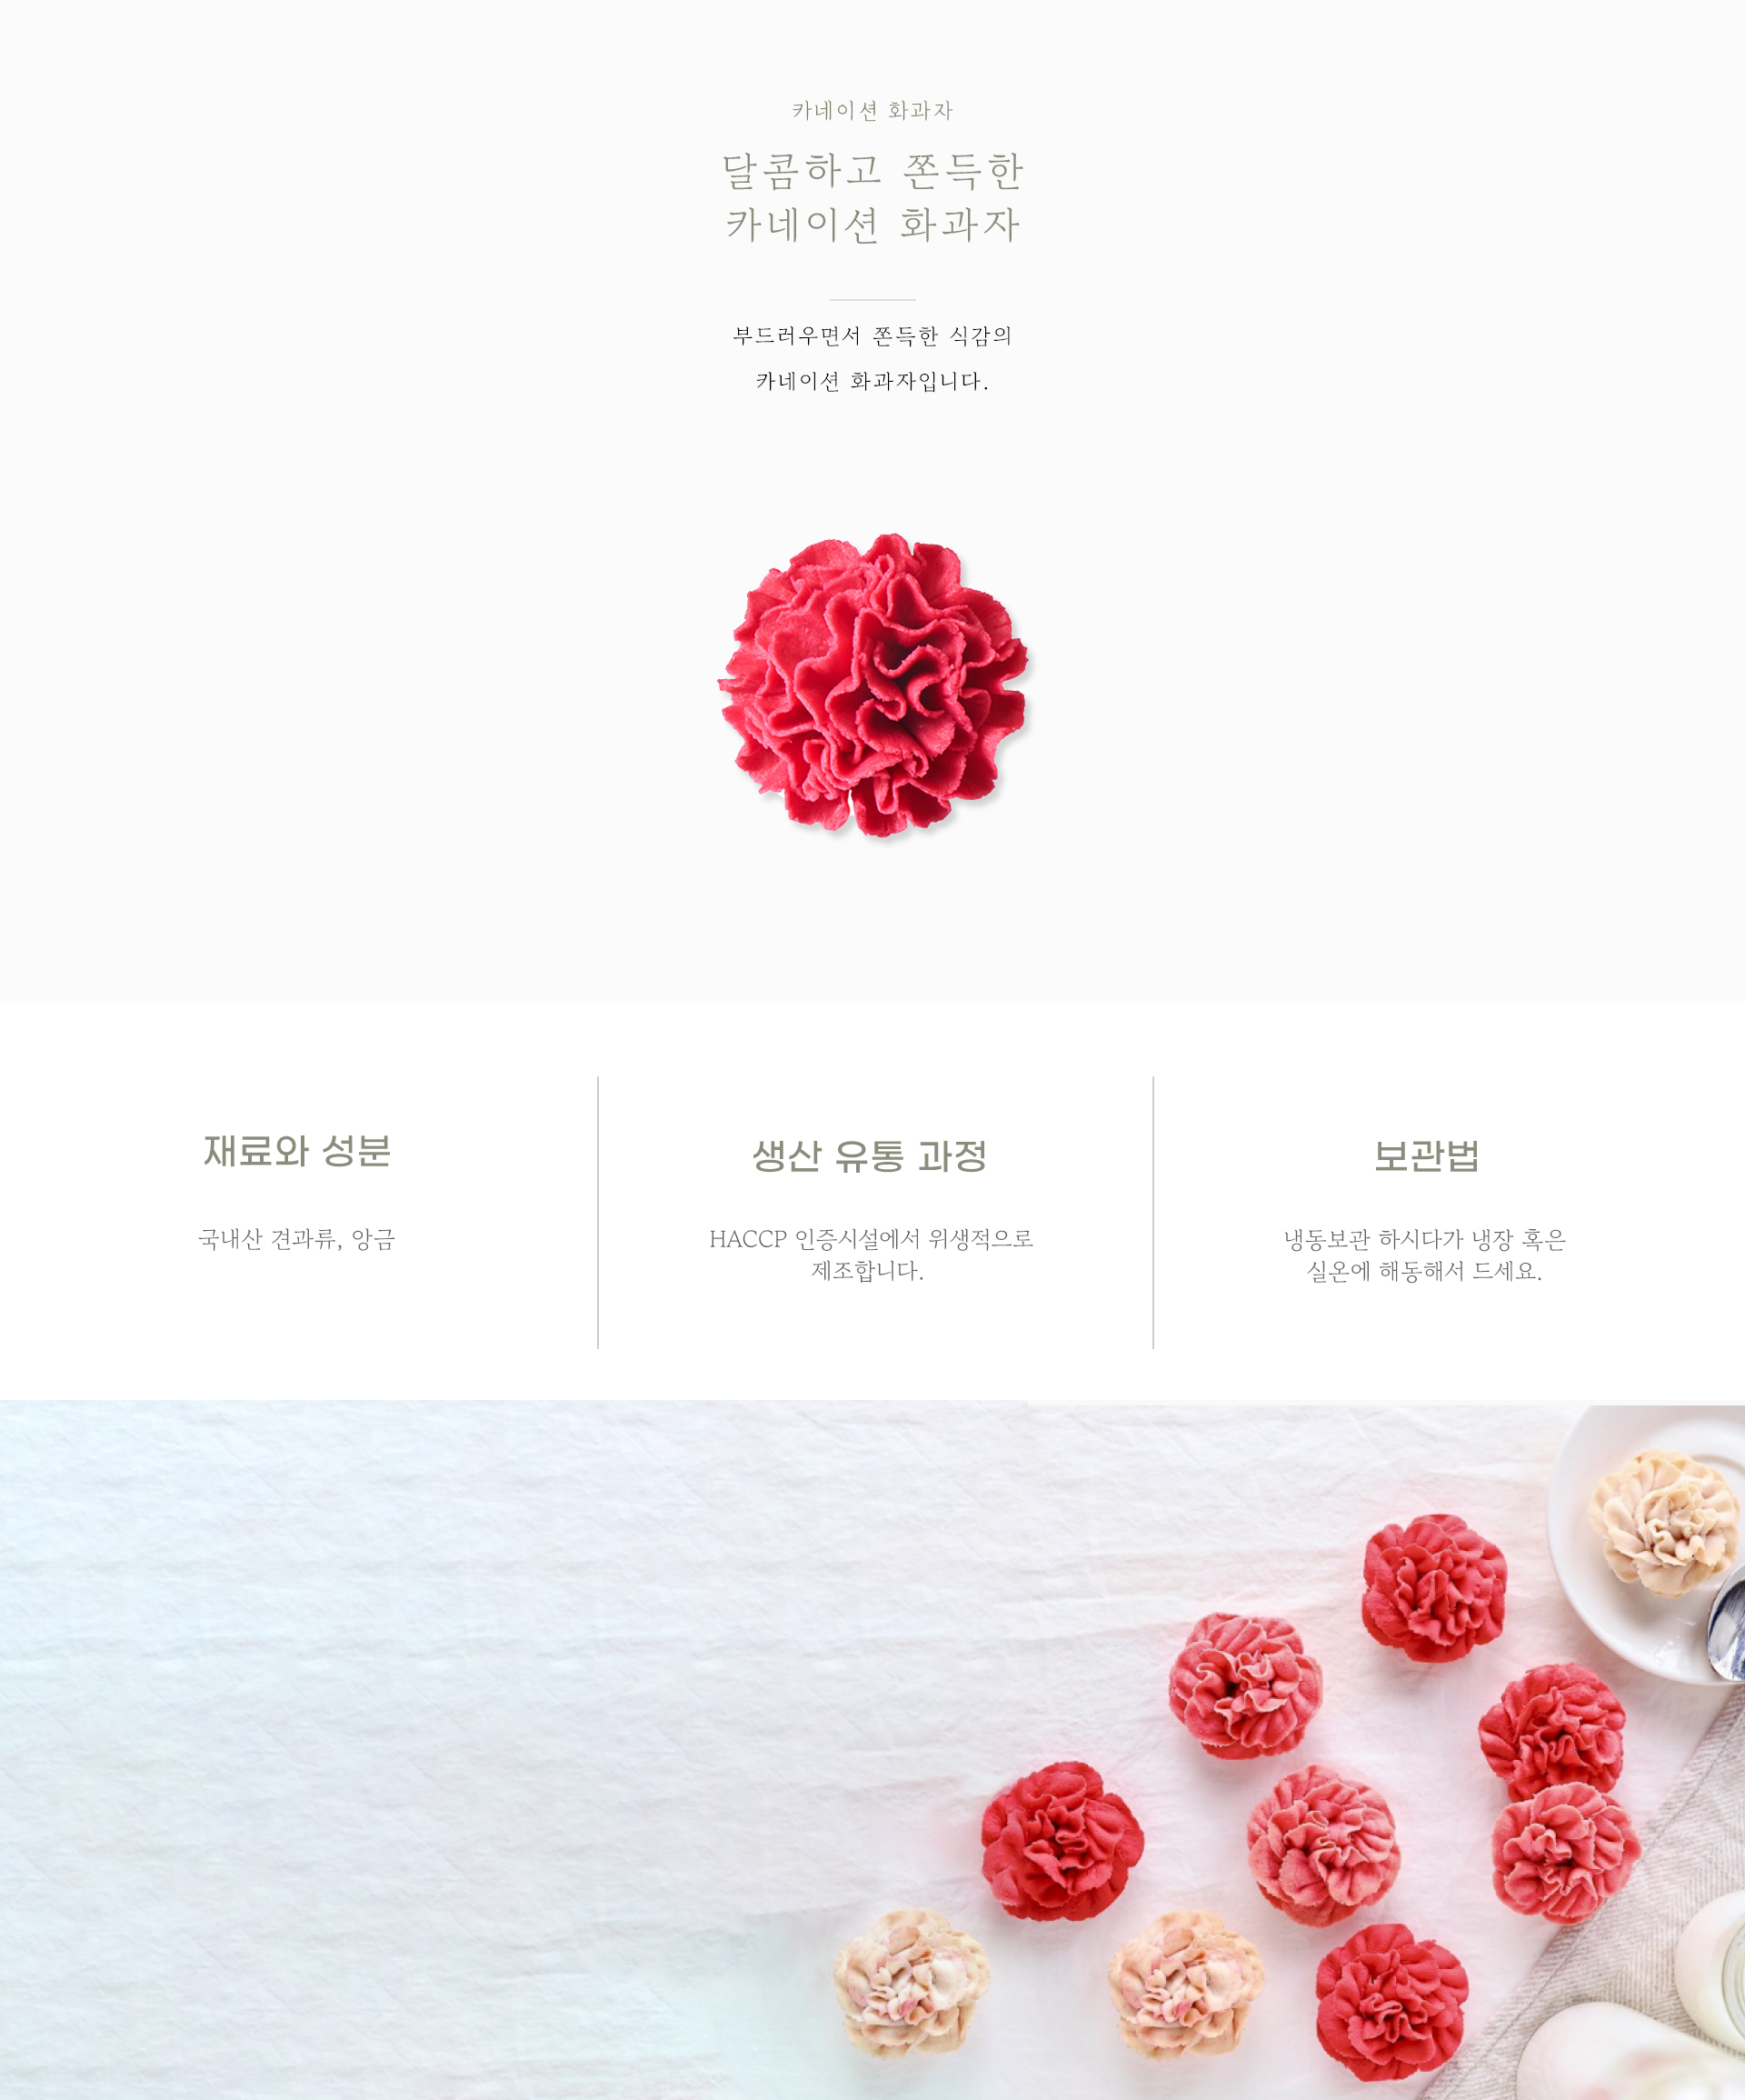 카네이션 화과자
달콤하고 쫀득한
카네이션 화과자
부드러우면서 쫀득한 식감의
카네이션 화과자입니다.
재료와 성분
국내산 견과류, 앙금
생산 유통 과정
HACCP 인증시설에서 위생적으로
제조합니다.
보관법
냉동보관 하시다가 냉장 혹은
실온에 해동해서 드세요.